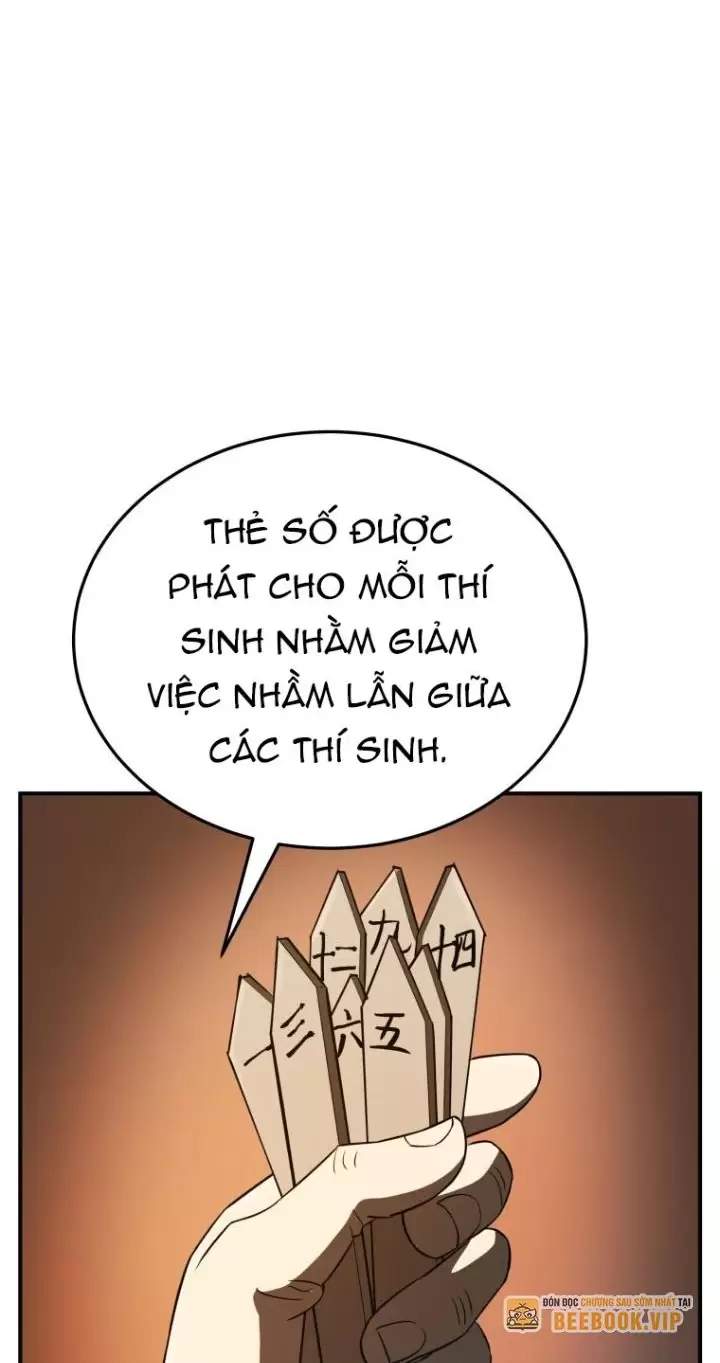 THẺ SỐ ĐƯỢC
PHÁT CHO MỖI THÍ
SINH NHẰM GIẢM
VIỆC NHẦM LẪN GIỮA
CÁC THÍ SINH.
十二
九
十四
一
三
六
五
ĐÓN ĐỌC CHƯƠNG SAU SỚM NHẤT TẠI
BEEBOOK.VIP